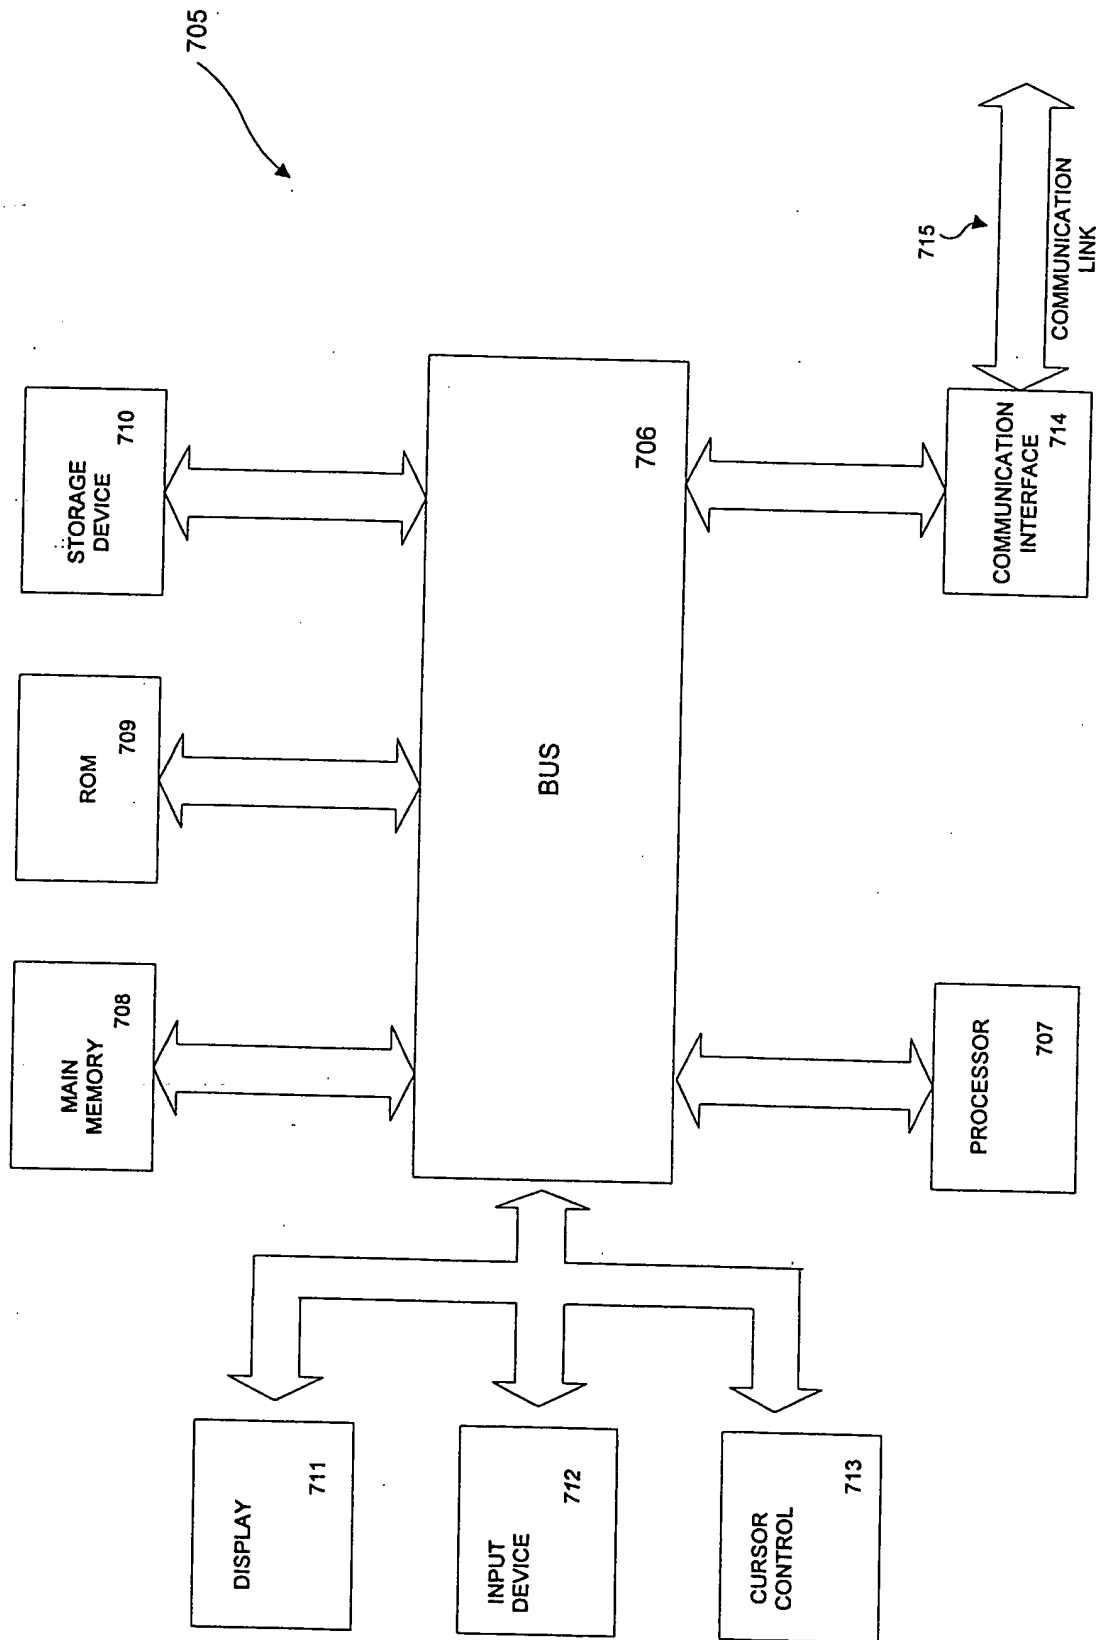 705
MAIN
MEMORY
708
ROM
709
STORAGE
DEVICE
710
DISPLAY
711
INPUT
DEVICE
712
CURSOR
CONTROL
713
BUS
706
PROCESSOR
707
COMMUNICATION
INTERFACE
714
715
COMMUNICATION
LINK